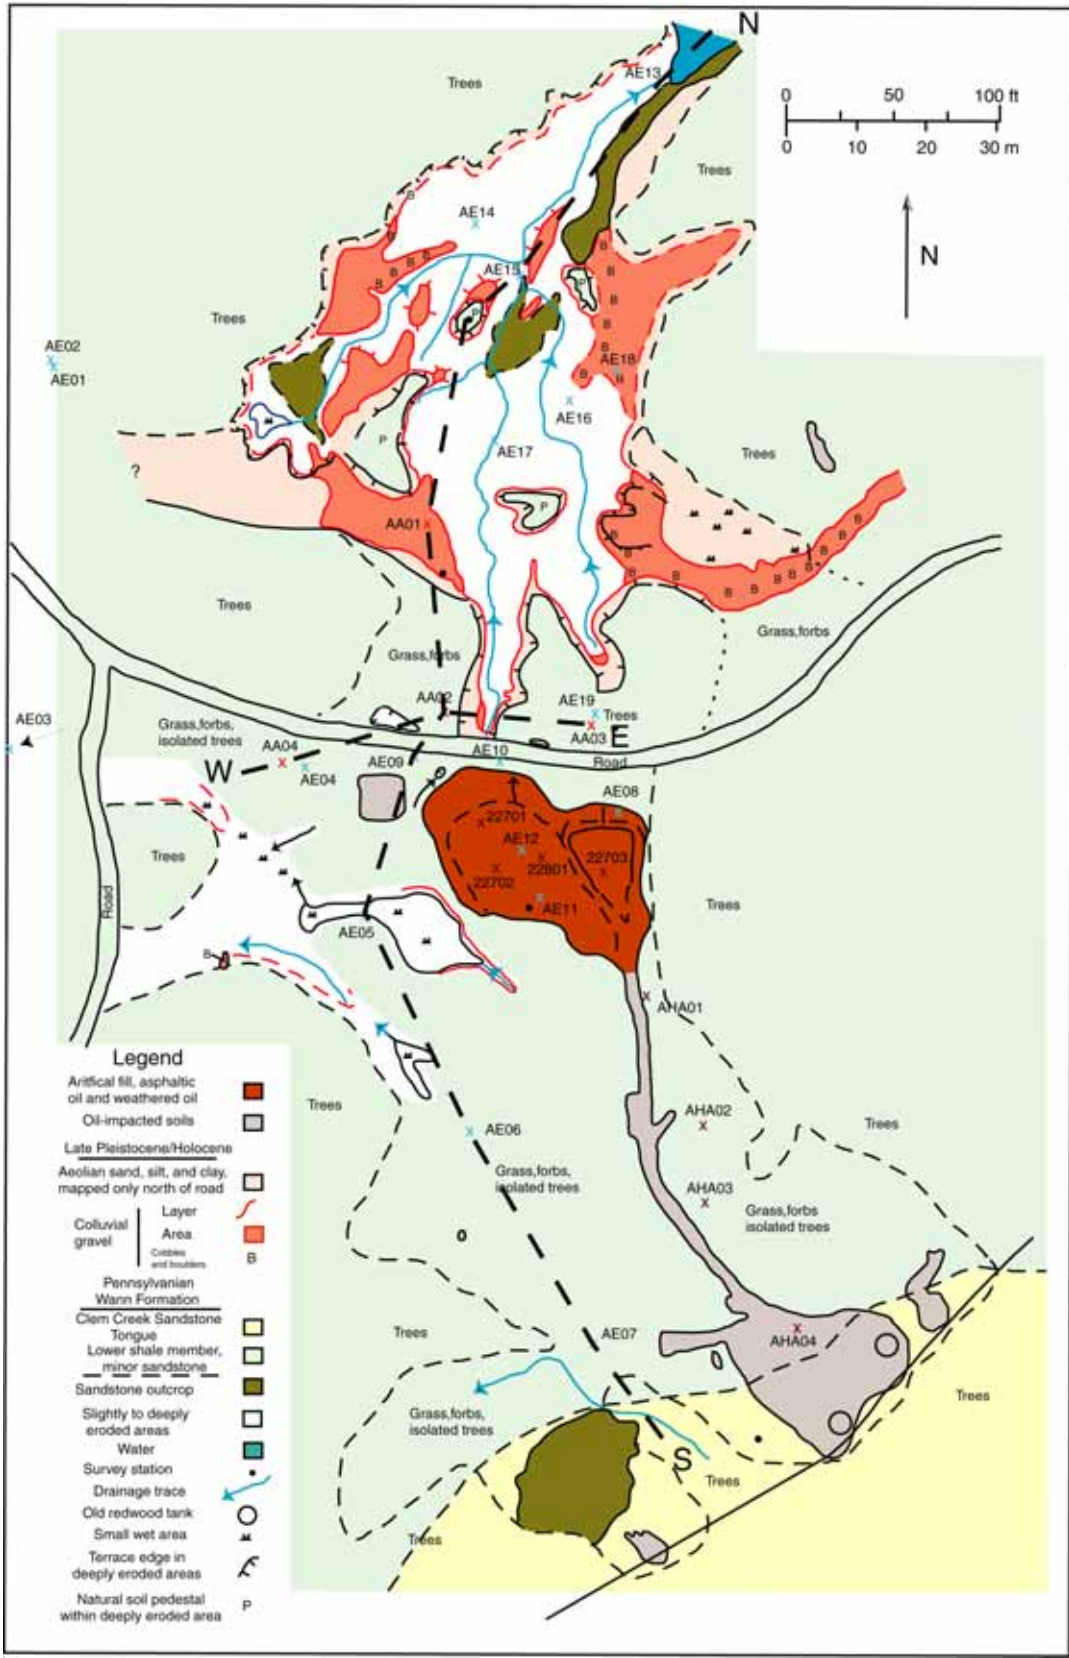 N
Trees
AE13
0 50 100 ft
0 10 20 30 m
Trees
B
AE14
N
B
B
B
B
B
B
AE15
P
B
B
B
B
P
Trees
AE02
AE01
B
AE18
B
B
AE16
P
AE17
Trees
?
P
AA01
B
B
B
B
B
B
B
B
B
B
B
B
Trees
Grass,forbs
Grass,forbs
AA02
AE19
Trees
AA03
E
AE03
Grass,forbs,
isolated trees
AA04
W
AE04
AE09
AE10
Road
AE08
22701
AE12
22801
22703
22702
AE11
Trees
Road
AE05
Trees
B
AHA01
Legend
Aritfical fill, asphaltic
oil and weathered oil
Oil-impacted soils
Late Pleistocene/Holocene
Aeolian sand, silt, and clay,
mapped only north of road
Colluvial
gravel
Layer
Area
Cobbles
and boulders
B
Pennsylvanian
Wann Formation
Clem Creek Sandstone
Tongue
Lower shale member,
minor sandstone
Sandstone outcrop
Slightly to deeply
eroded areas
Water
Survey station
Drainage trace
Old redwood tank
Small wet area
Terrace edge in
deeply eroded areas
Natural soil pedestal
within deeply eroded area
P
Trees
AHA02
Trees
AE06
Grass,forbs,
isolated trees
AHA03
Grass,forbs
isolated trees
Trees
AE07
AHA04
Trees
Grass,forbs,
isolated trees
S
Trees
Trees